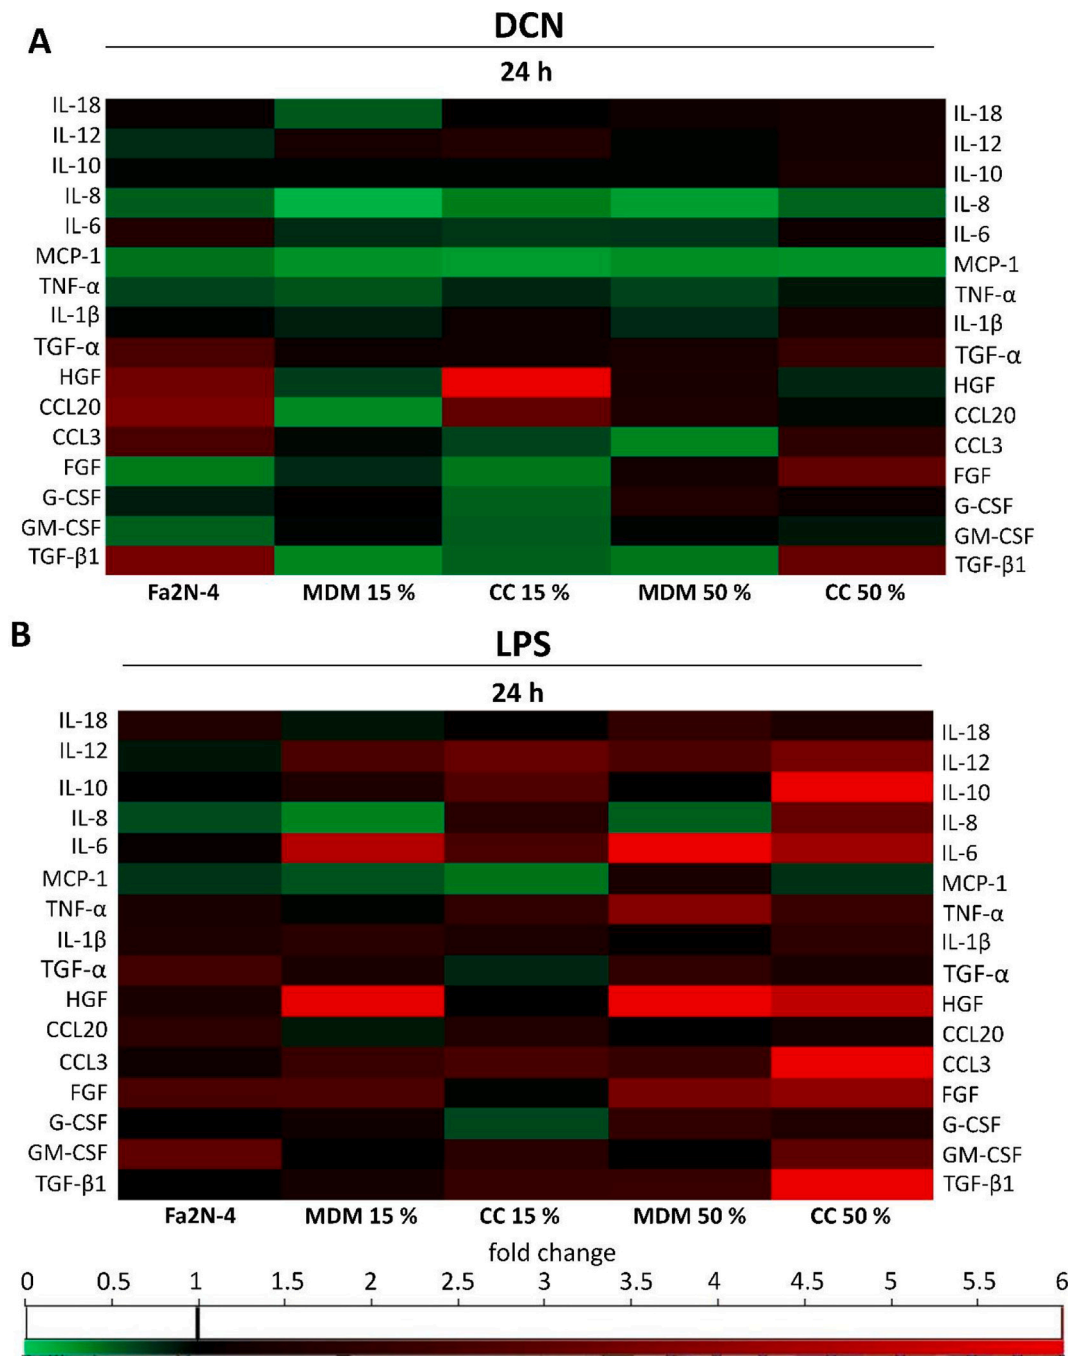 A
DCN
24 h
IL-18 IL-18
IL-12 IL-12
IL-10 IL-10
IL-8 IL-8
IL-6 IL-6
MCP-1 MCP-1
TNF-α TNF-α
IL-1β IL-1β
TGF-α TGF-α
HGF HGF
CCL20 CCL20
CCL3 CCL3
FGF FGF
G-CSF G-CSF
GM-CSF GM-CSF
TGF-β1 TGF-β1
Fa2N-4 MDM 15 % CC 15 % MDM 50 % CC 50 %
B
LPS
24 h
IL-18 IL-18
IL-12 IL-12
IL-10 IL-10
IL-8 IL-8
IL-6 IL-6
MCP-1 MCP-1
TNF-α TNF-α
IL-1β IL-1β
TGF-α TGF-α
HGF HGF
CCL20 CCL20
CCL3 CCL3
FGF FGF
G-CSF G-CSF
GM-CSF GM-CSF
TGF-β1 TGF-β1
Fa2N-4 MDM 15 % CC 15 % MDM 50 % CC 50 %
fold change
0 0.5 1 1.5 2 2.5 3 3.5 4 4.5 5 5.5 6